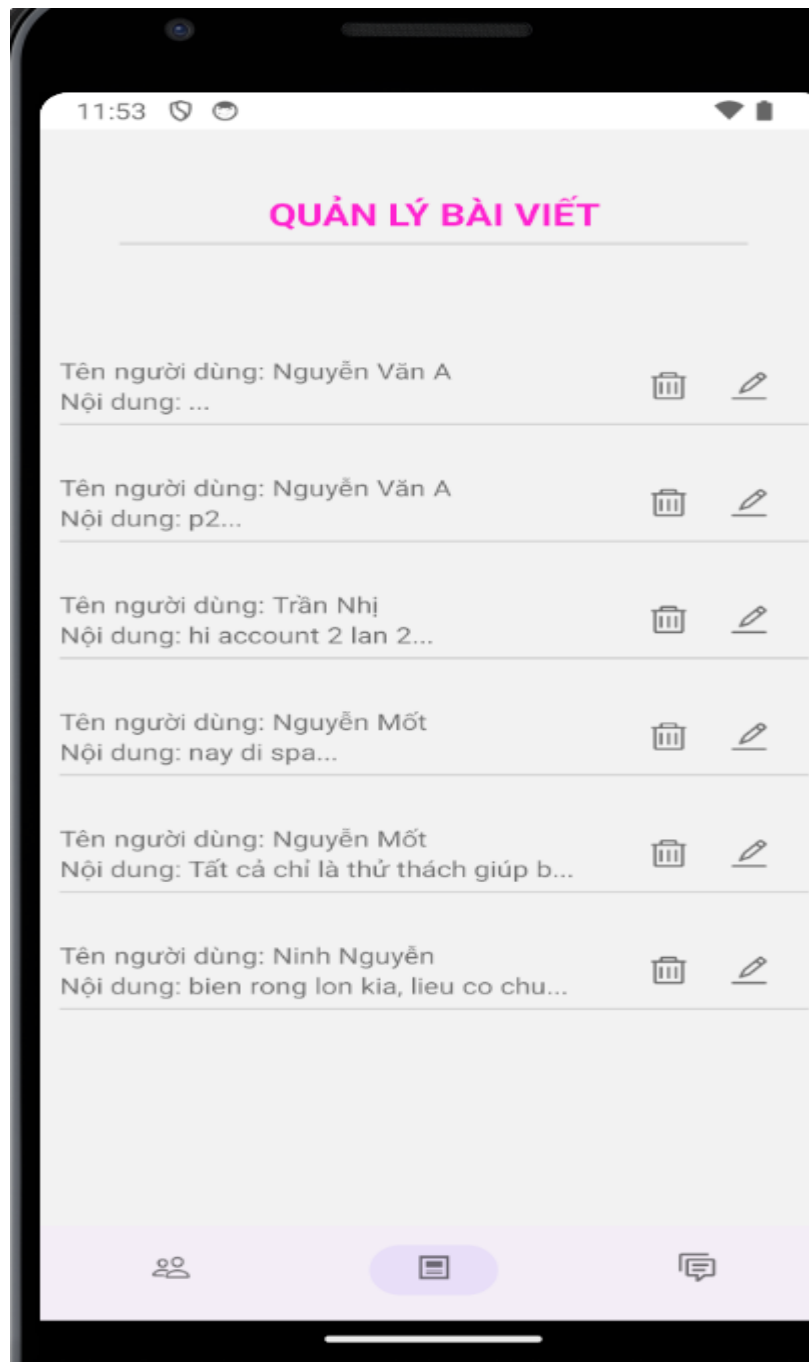 11:53
QUẢN LÝ BÀI VIẾT
Tên người dùng: Nguyễn Văn A
Nội dung: ...
Tên người dùng: Nguyễn Văn A
Nội dung: p2...
Tên người dùng: Trần Nhị
Nội dung: hi account 2 lan 2...
Tên người dùng: Nguyễn Mốt
Nội dung: nay di spa...
Tên người dùng: Nguyễn Mốt
Nội dung: Tất cả chỉ là thử thách giúp b...
Tên người dùng: Ninh Nguyễn
Nội dung: bien rong lon kia, lieu co chu...